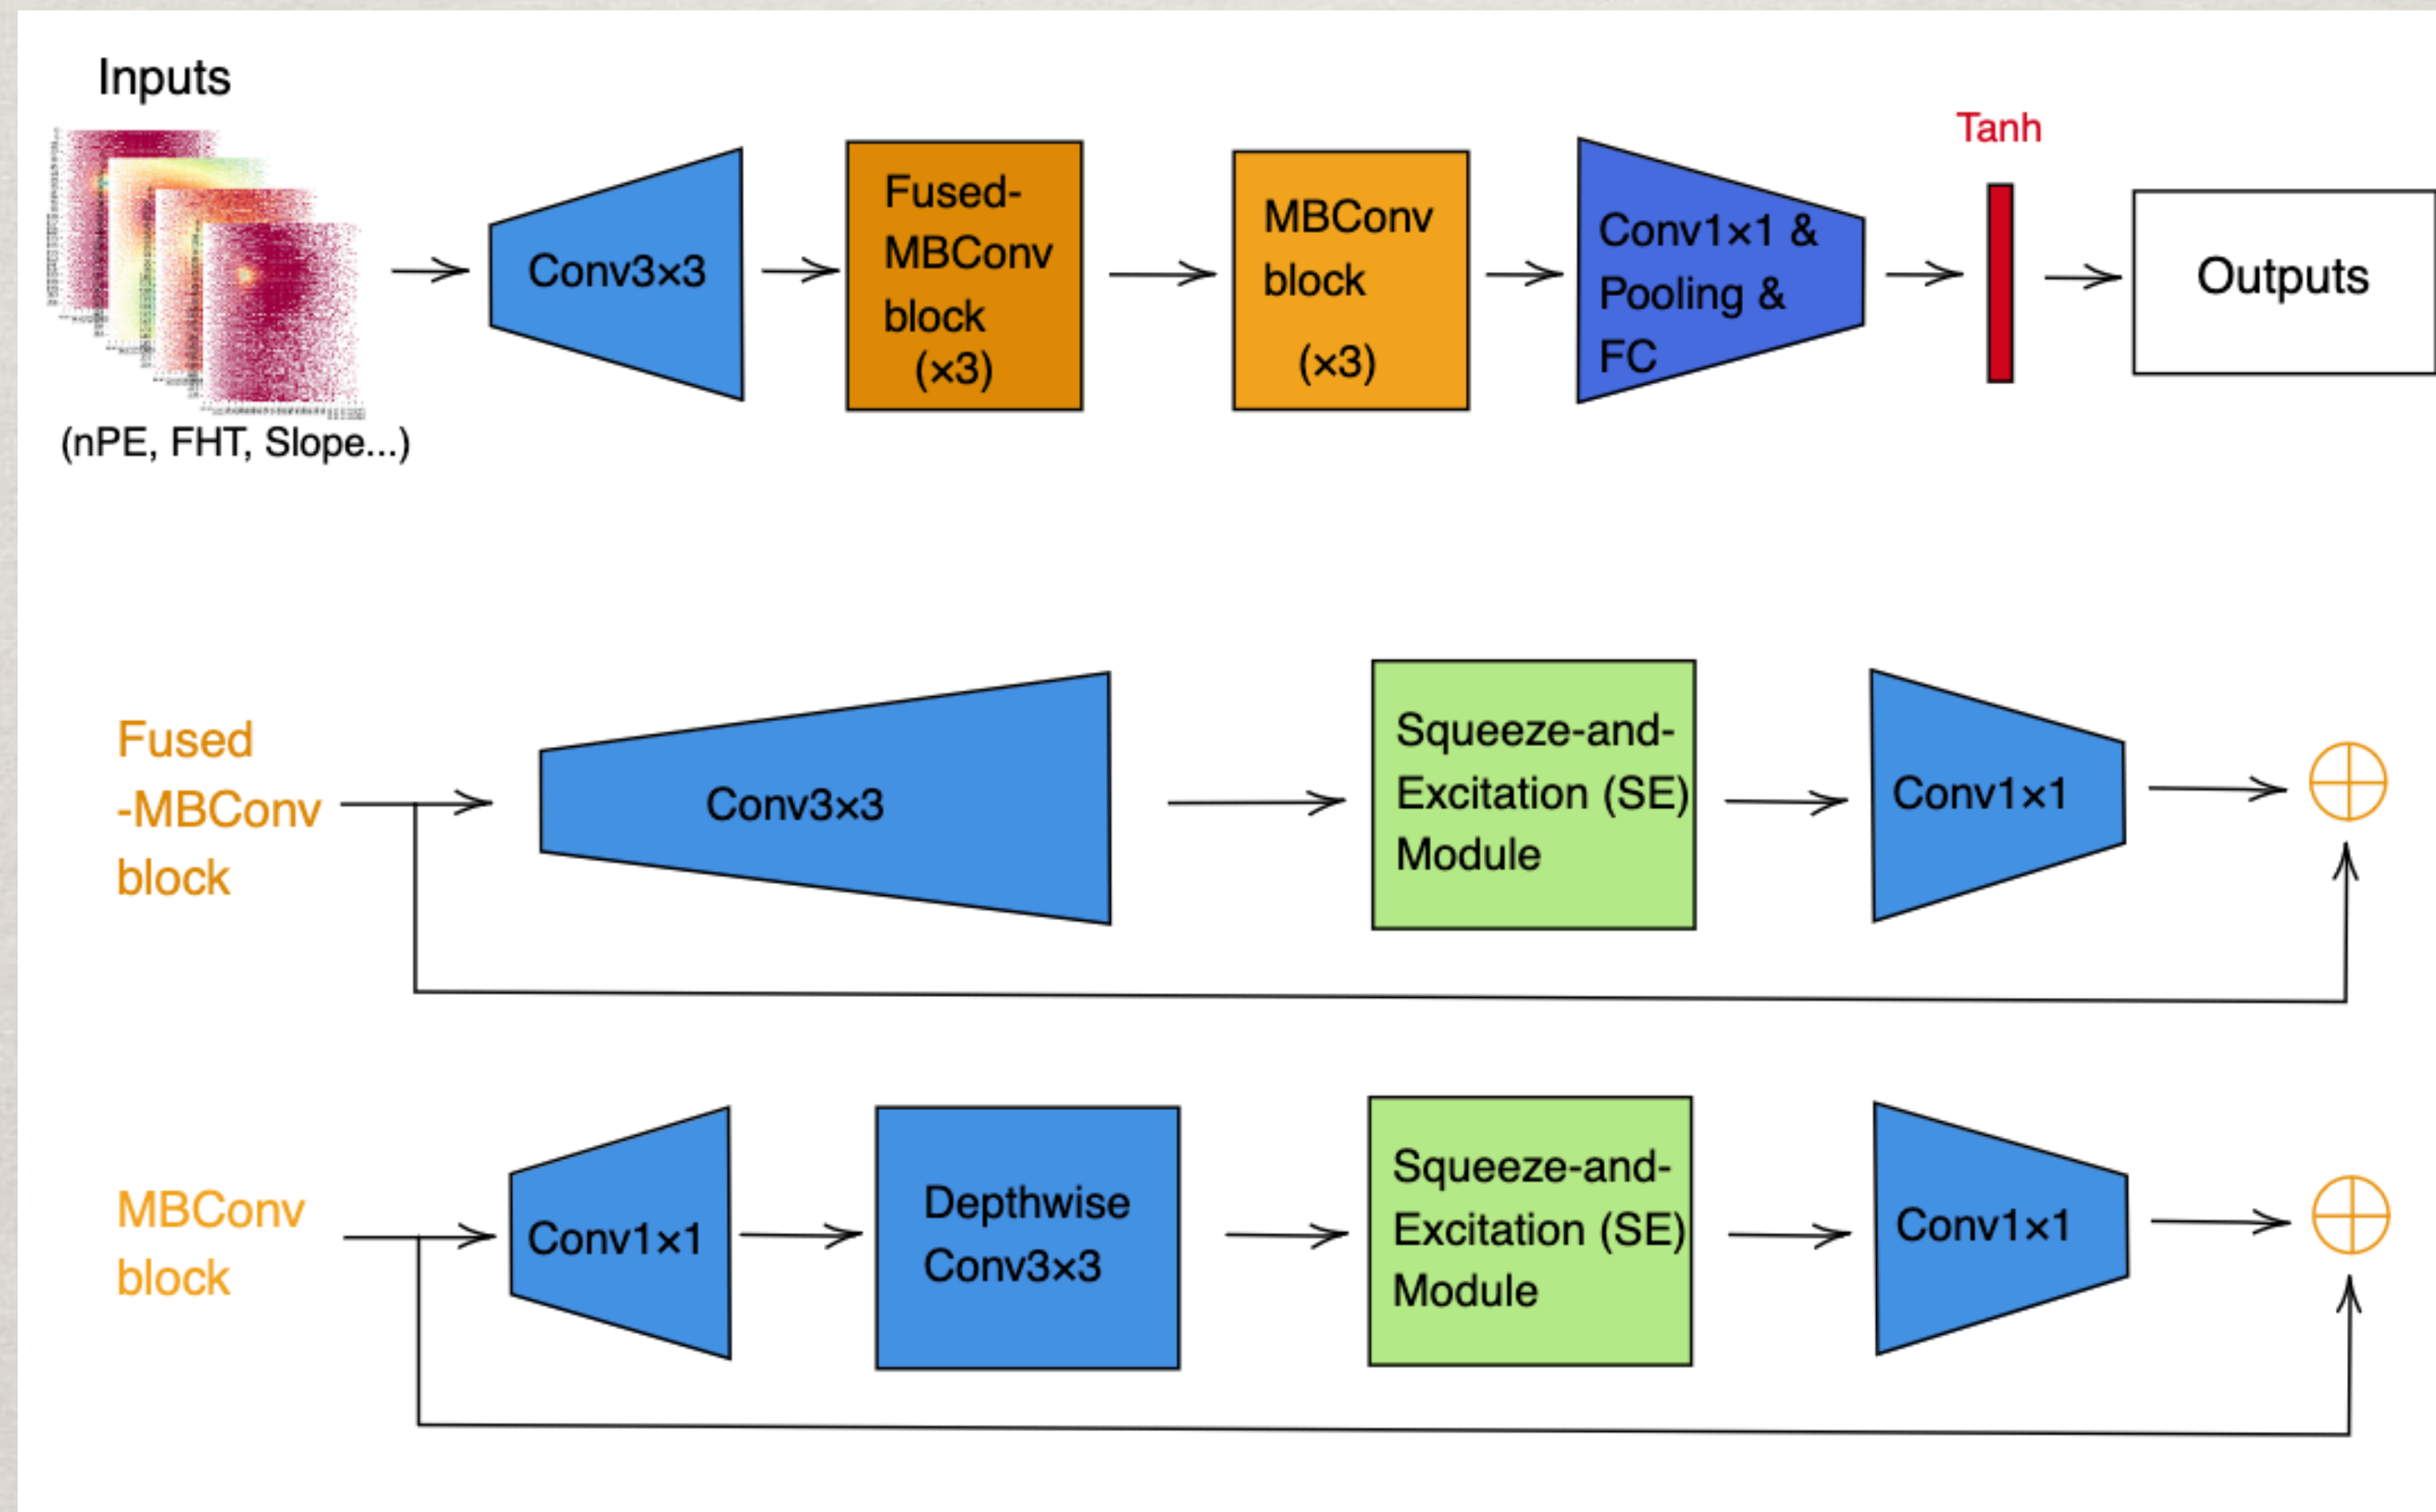 Inputs
(nPE, FHT, Slope...)
Conv3×3
Fused-
MBConv
block
(×3)
MBConv
block
(×3)
Conv1×1 &
Pooling &
FC
Tanh
Outputs
Fused
-MBConv
block
Conv3×3
Squeeze-and-
Excitation (SE)
Module
Conv1×1
MBConv
block
Conv1×1
Depthwise
Conv3×3
Squeeze-and-
Excitation (SE)
Module
Conv1×1